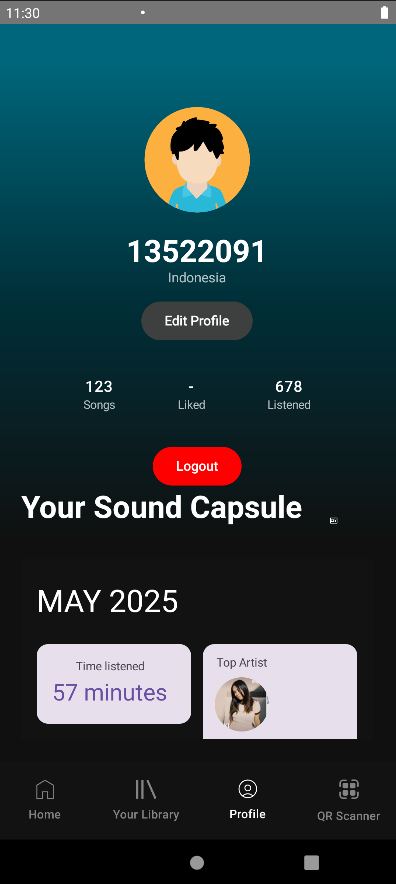 11:30
13522091
Indonesia
Edit Profile
123 - 678
Songs Liked Listened
Logout
Your Sound Capsule
MAY 2025
Time listened
57 minutes
Top Artist
Home Your Library Profile QR Scanner